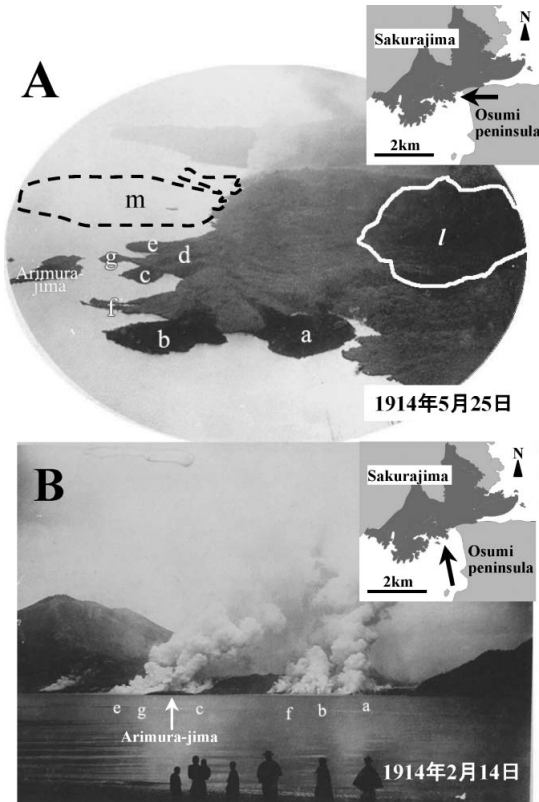 A
Sakurajima
N
Osumi
peninsula
2km
m
l
e
d
g
c
Arimura-
jima
f
b
a
1914年5月25日
B
Sakurajima
N
Osumi
peninsula
2km
e
g
c
f
b
a
Arimura-jima
1914年2月14日